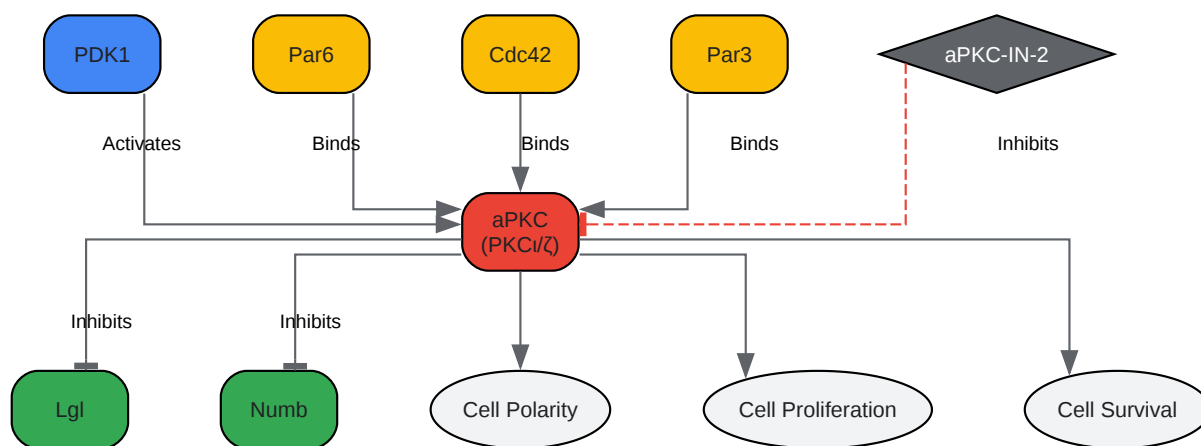 PDK1
Par6
Cdc42
Par3
aPKC-IN-2
Activates
Binds
Binds
Binds
Inhibits
aPKC
(PKCι/ζ)
Inhibits
Inhibits
Lgl
Numb
Cell Polarity
Cell Proliferation
Cell Survival